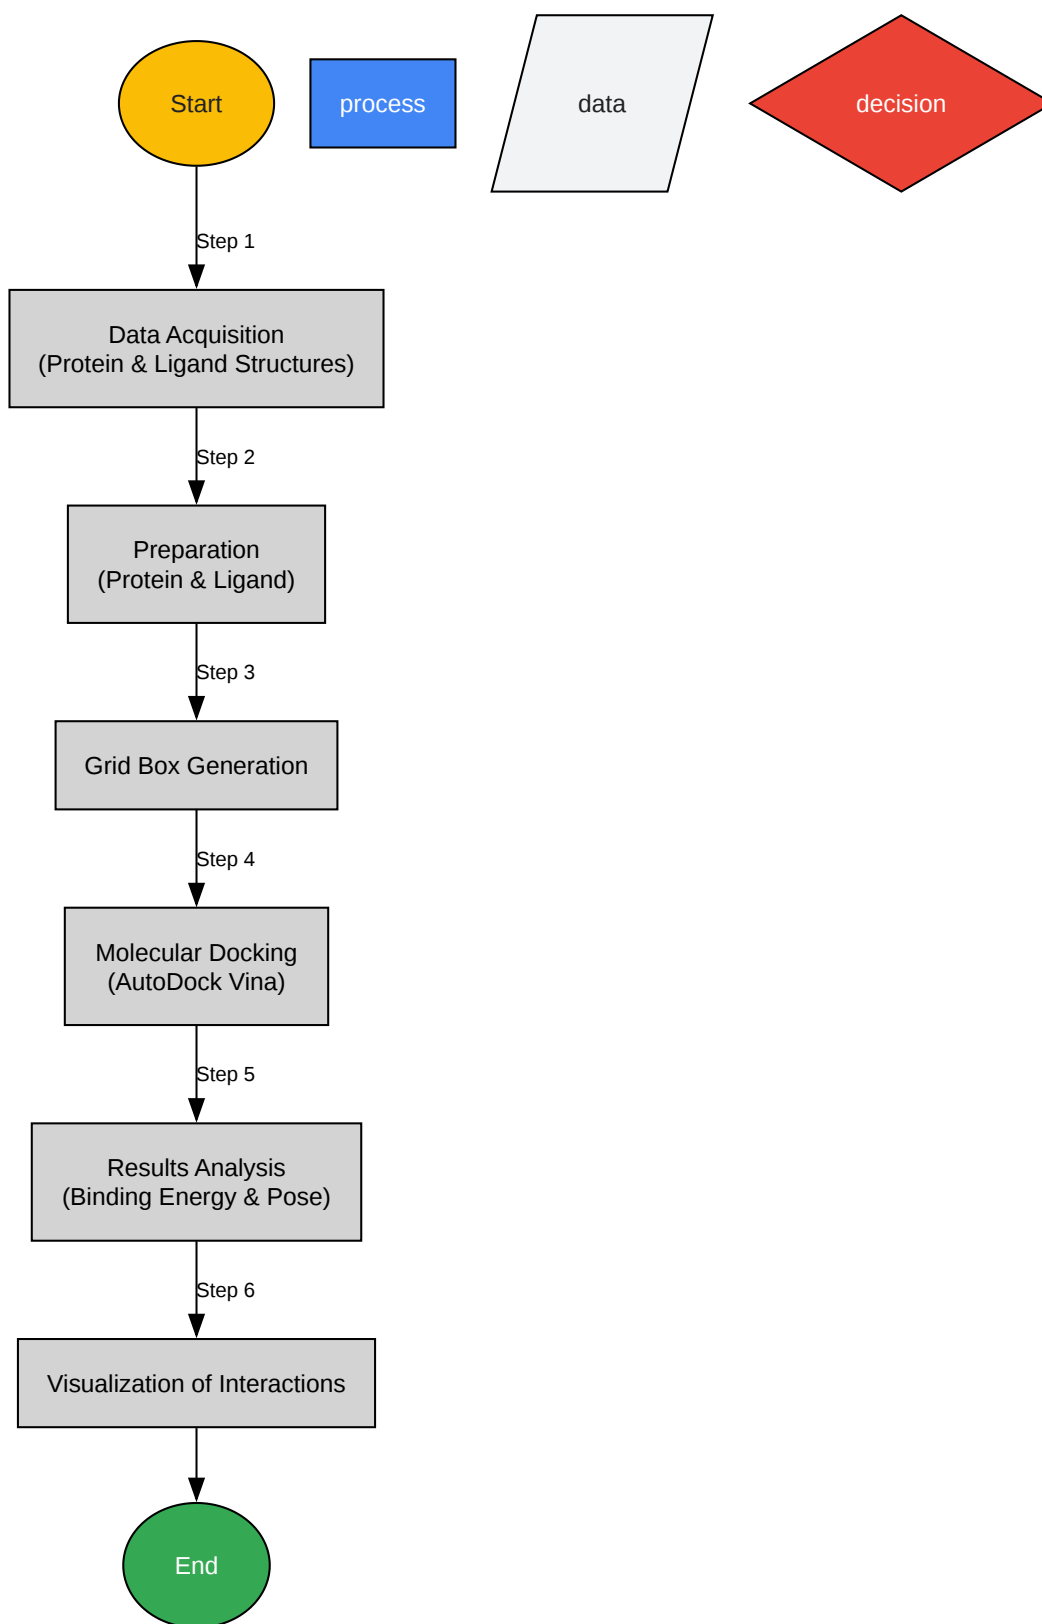 Start
process
data
decision
Step 1
Data Acquisition
(Protein & Ligand Structures)
Step 2
Preparation
(Protein & Ligand)
Step 3
Grid Box Generation
Step 4
Molecular Docking
(AutoDock Vina)
Step 5
Results Analysis
(Binding Energy & Pose)
Step 6
Visualization of Interactions
End